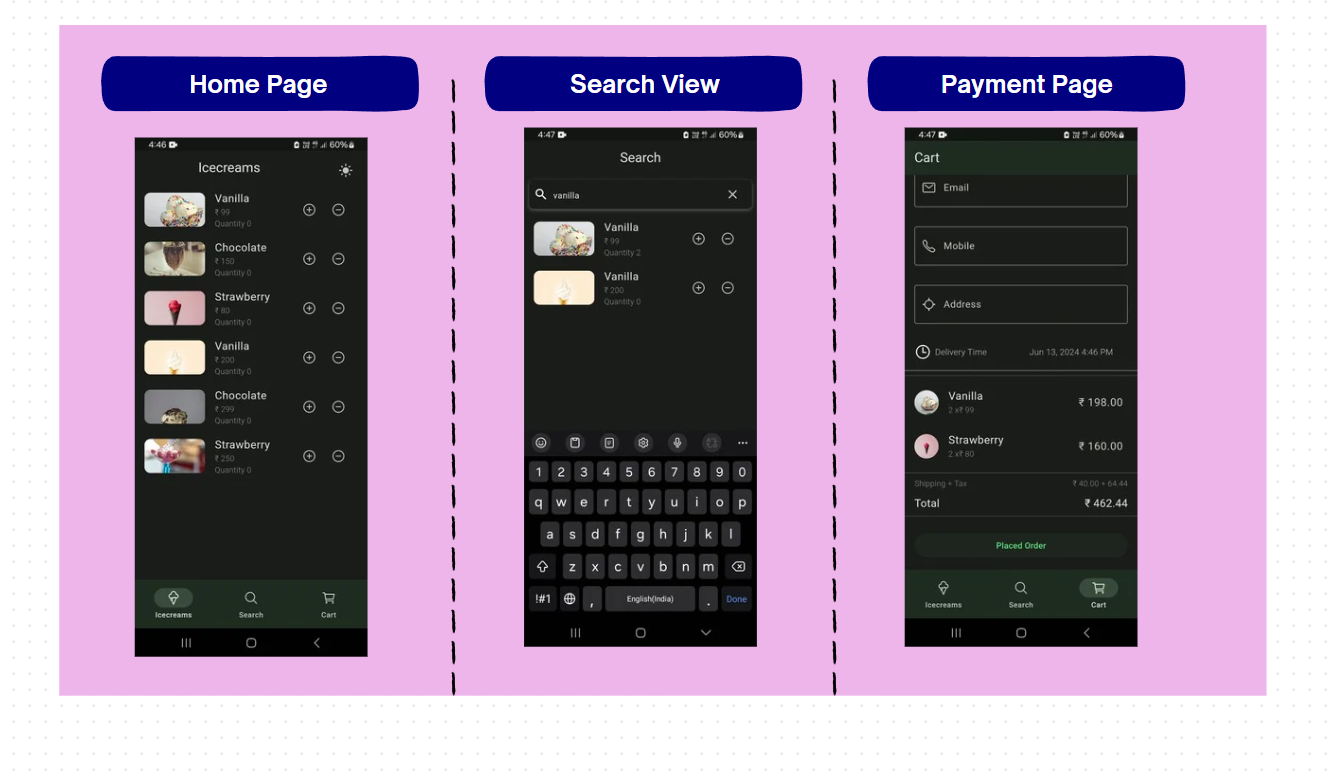 Home Page
4:46 60%
Icecreams
Vanilla
₹ 99
Quantity 0
Chocolate
₹ 150
Quantity 0
Strawberry
₹ 80
Quantity 0
Vanilla
₹ 200
Quantity 0
Chocolate
₹ 299
Quantity 0
Strawberry
₹ 250
Quantity 0
Icecreams Search Cart
Search View
4:47 60%
Search
vanilla
Vanilla
₹ 99
Quantity 2
Vanilla
₹ 200
Quantity 0
1 2 3 4 5 6 7 8 9 0
q w e r t y u i o p
a s d f g h j k l
z x c v b n m
!#1 , English(India) . Done
Payment Page
4:47 60%
Cart
Email
Mobile
Address
Delivery Time Jun 13, 2024 4:46 PM
Vanilla
2 x₹ 99 ₹ 198.00
Strawberry
2 x₹ 80 ₹ 160.00
Shipping + Tax ₹ 40.00 + 64.44
Total ₹ 462.44
Placed Order
Icecreams Search Cart